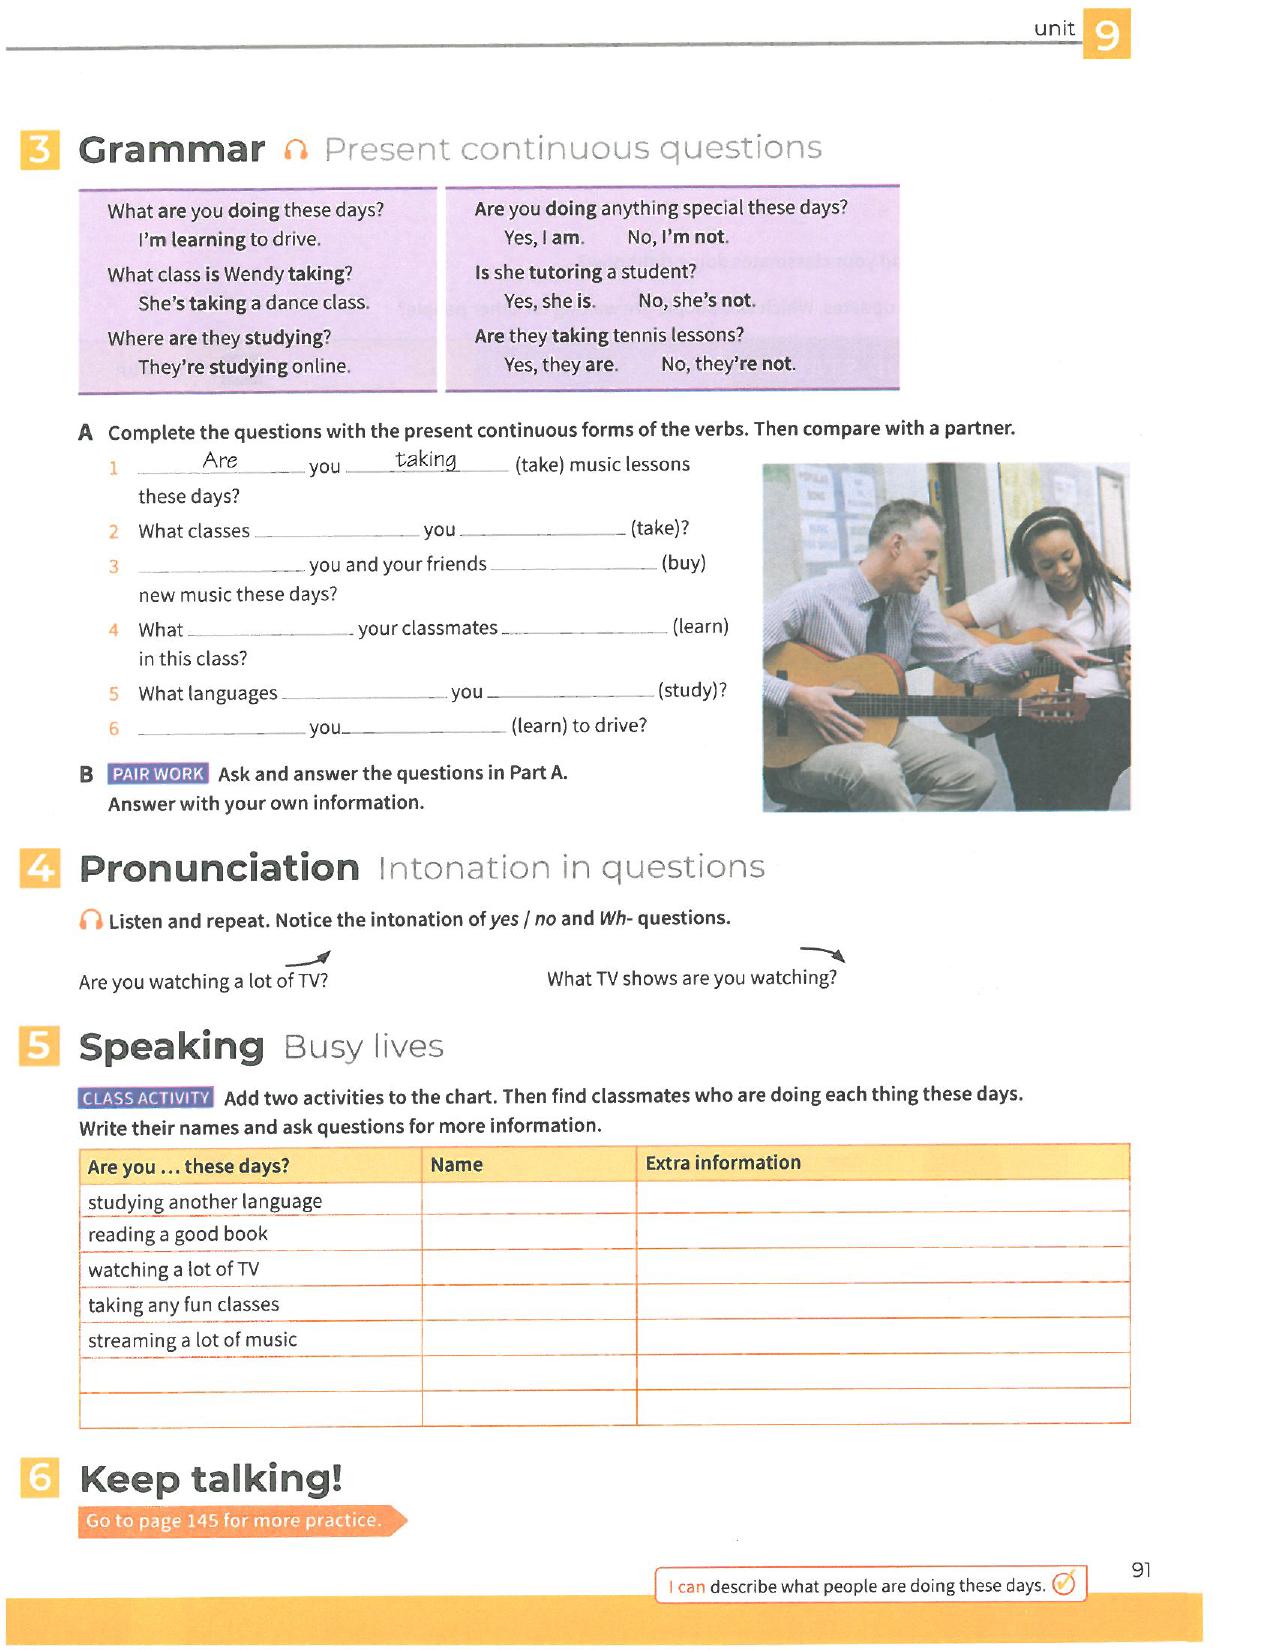 unit 9
3 Grammar Present continuous questions
What are you doing these days?
I'm learning to drive.
What class is Wendy taking?
She's taking a dance class.
Where are they studying?
They're studying online.
Are you doing anything special these days?
Yes, I am. No, I'm not.
Is she tutoring a student?
Yes, she is. No, she's not.
Are they taking tennis lessons?
Yes, they are. No, they're not.
A Complete the questions with the present continuous forms of the verbs. Then compare with a partner.
1 Are you taking (take) music lessons
these days?
2 What classes ____ you ____ (take)?
3 ____ you and your friends ____ (buy)
new music these days?
4 What ____ your classmates ____ (learn)
in this class?
5 What languages ____ you ____ (study)?
6 ____ you ____ (learn) to drive?
B PAIR WORK Ask and answer the questions in Part A.
Answer with your own information.
4 Pronunciation Intonation in questions
Listen and repeat. Notice the intonation of yes / no and Wh- questions.
Are you watching a lot of TV? What TV shows are you watching?
5 Speaking Busy lives
CLASS ACTIVITY Add two activities to the chart. Then find classmates who are doing each thing these days.
Write their names and ask questions for more information.
Are you ... these days? Name Extra information
studying another language
reading a good book
watching a lot of TV
taking any fun classes
streaming a lot of music
6 Keep talking!
Go to page 145 for more practice.
I can describe what people are doing these days.
91